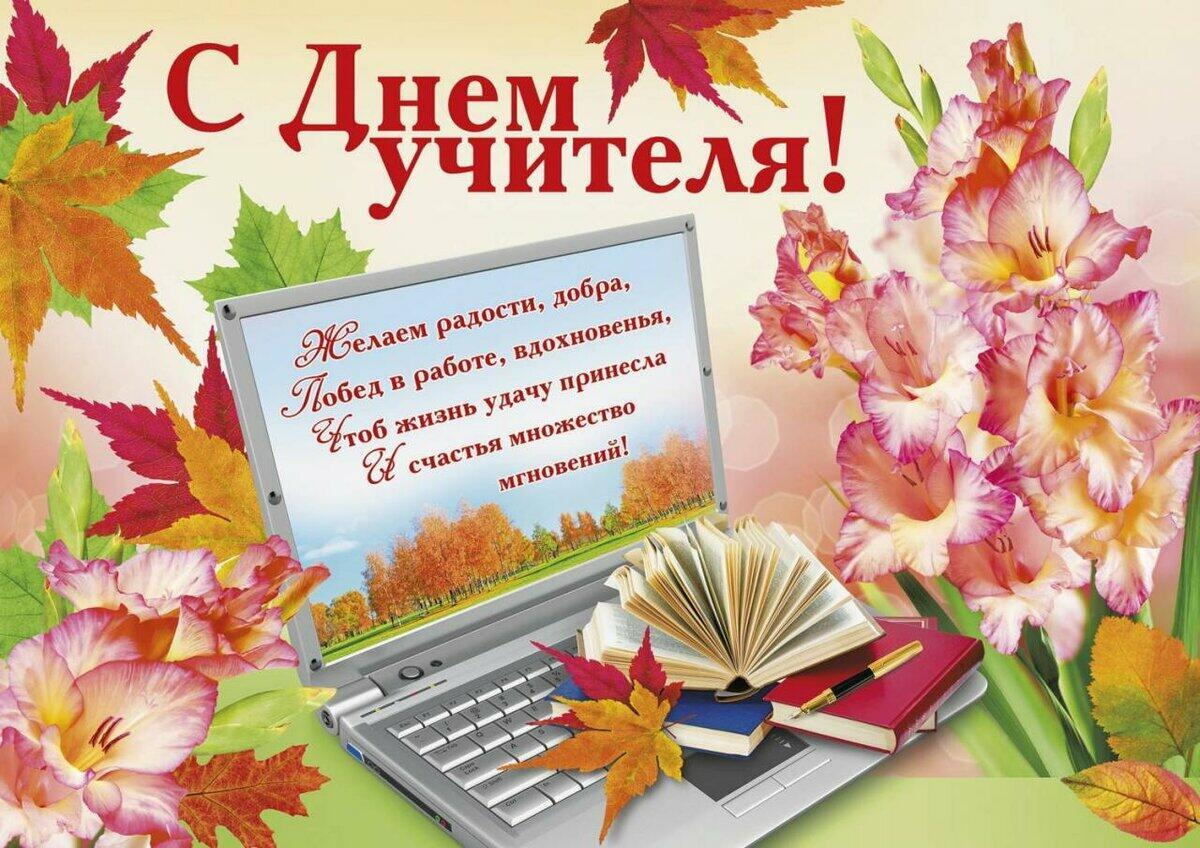 С Днем
учителя!
Желаем радости, добра,
Побед в работе, вдохновенья,
Чтоб жизнь удачу принесла
И счастья множество
мгновений!